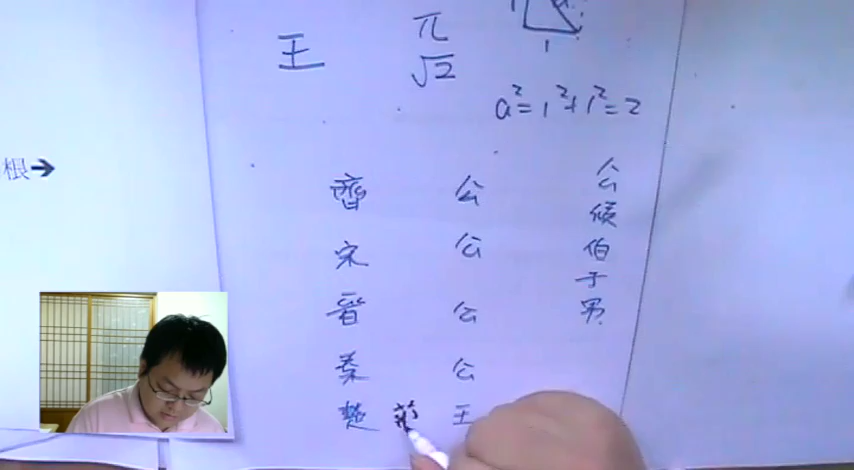 王 π
√2
1
a²=1²+1²=2
根→
齊 公
宋 公
晉 公
秦 公
楚 莊 王
公侯伯子男